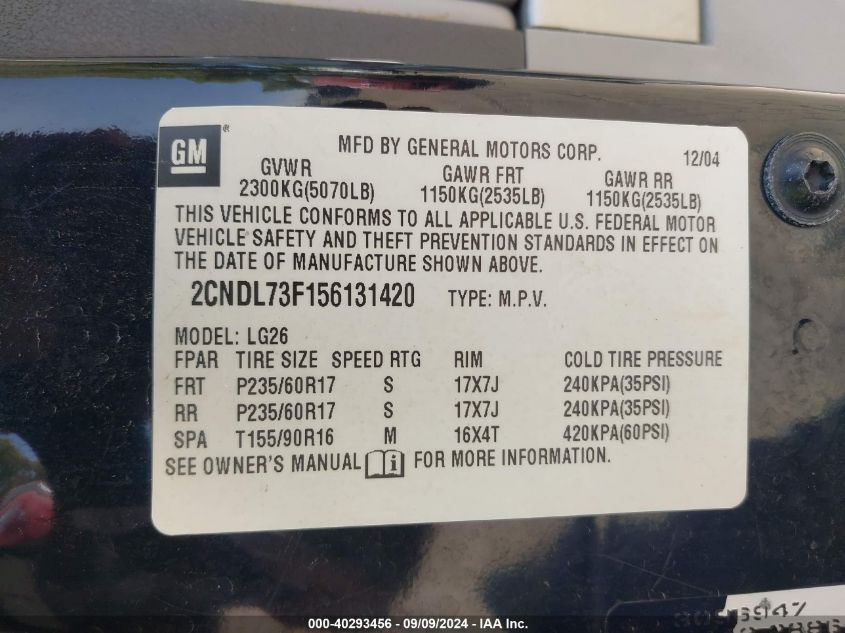 GM ®
MFD BY GENERAL MOTORS CORP. 12/04
GVWR GAWR FRT GAWR RR
2300KG(5070LB) 1150KG(2535LB) 1150KG(2535LB)
THIS VEHICLE CONFORMS TO ALL APPLICABLE U.S. FEDERAL MOTOR
VEHICLE SAFETY AND THEFT PREVENTION STANDARDS IN EFFECT ON
THE DATE OF MANUFACTURE SHOWN ABOVE.
2CNDL73F156131420 TYPE: M.P.V.
MODEL: LG26
FPAR TIRE SIZE SPEED RTG RIM COLD TIRE PRESSURE
FRT P235/60R17 S 17X7J 240KPA(35PSI)
RR P235/60R17 S 17X7J 240KPA(35PSI)
SPA T155/90R16 M 16X4T 420KPA(60PSI)
SEE OWNER'S MANUAL i FOR MORE INFORMATION.
000-40293456 - 09/09/2024 - IAA Inc.